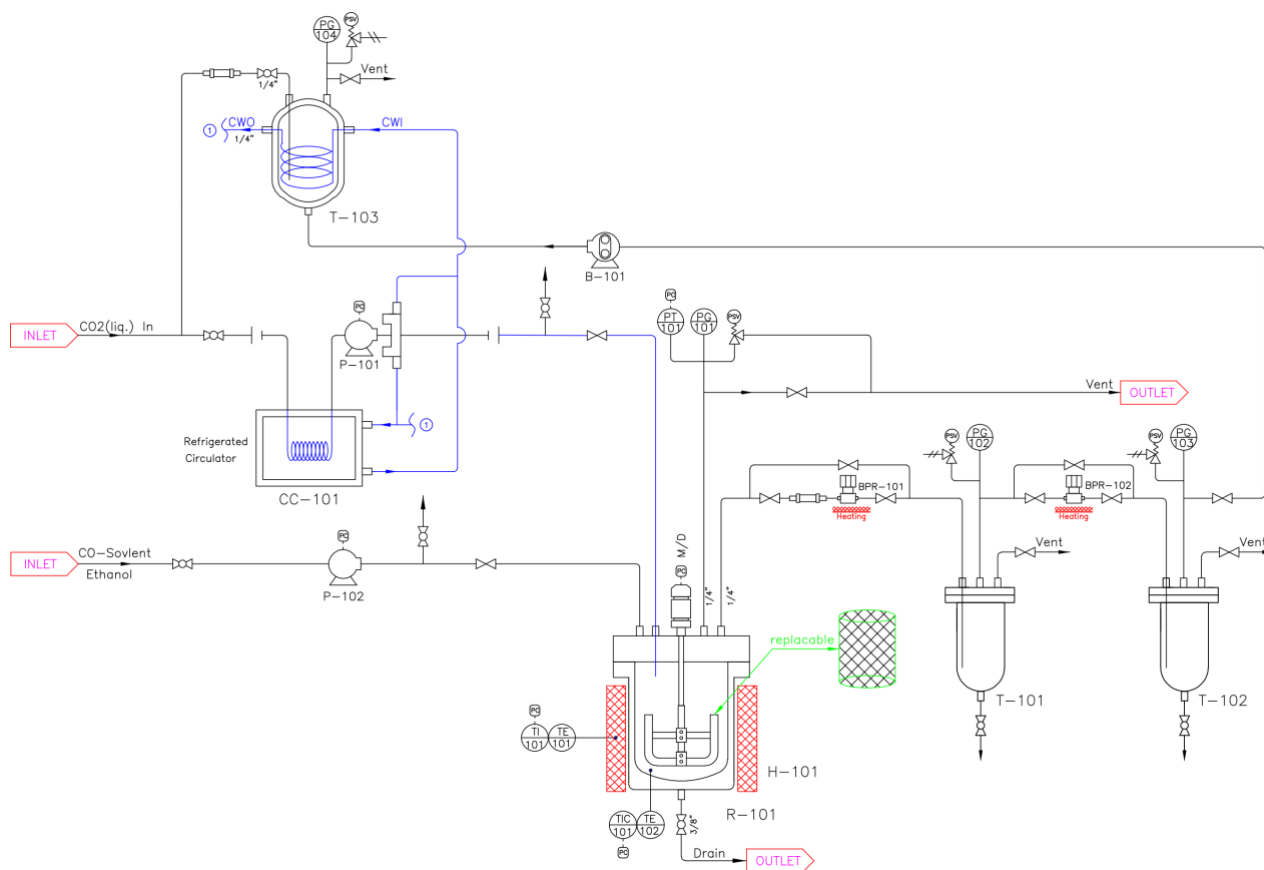 PSV
PG
104
Vent
1/4"
CWO
1/4"
1
CWI
T-103
B-101
INLET
CO2(liq.) In
PC
P-101
PC
PT
101
PG
101
PSV
Vent
OUTLET
Refrigerated
Circulator
1
CC-101
PSV
PG
102
PSV
PG
103
BPR-101
Heating
BPR-102
Heating
INLET
CO-Sovlent
Ethanol
PC
P-102
PC
M/D
1/4"
1/4"
Vent
Vent
replacable
T-101
T-102
PC
TI
101
TE
101
H-101
R-101
TIC
101
TE
102
PC
3/8"
Drain
OUTLET